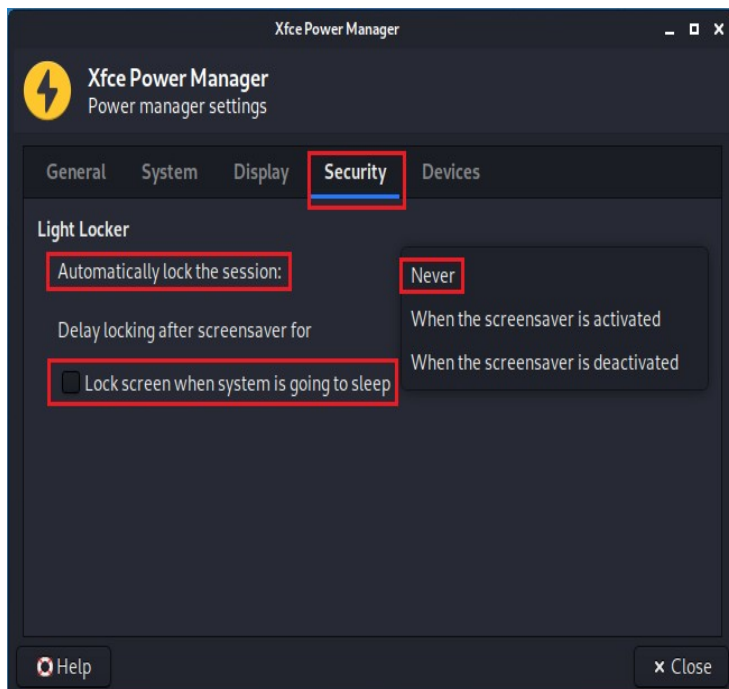 Xfce Power Manager
Xfce Power Manager
Power manager settings
General System Display Security Devices
Light Locker
Automatically lock the session:
Never
When the screensaver is activated
Delay locking after screensaver for
When the screensaver is deactivated
Lock screen when system is going to sleep
Help
Close